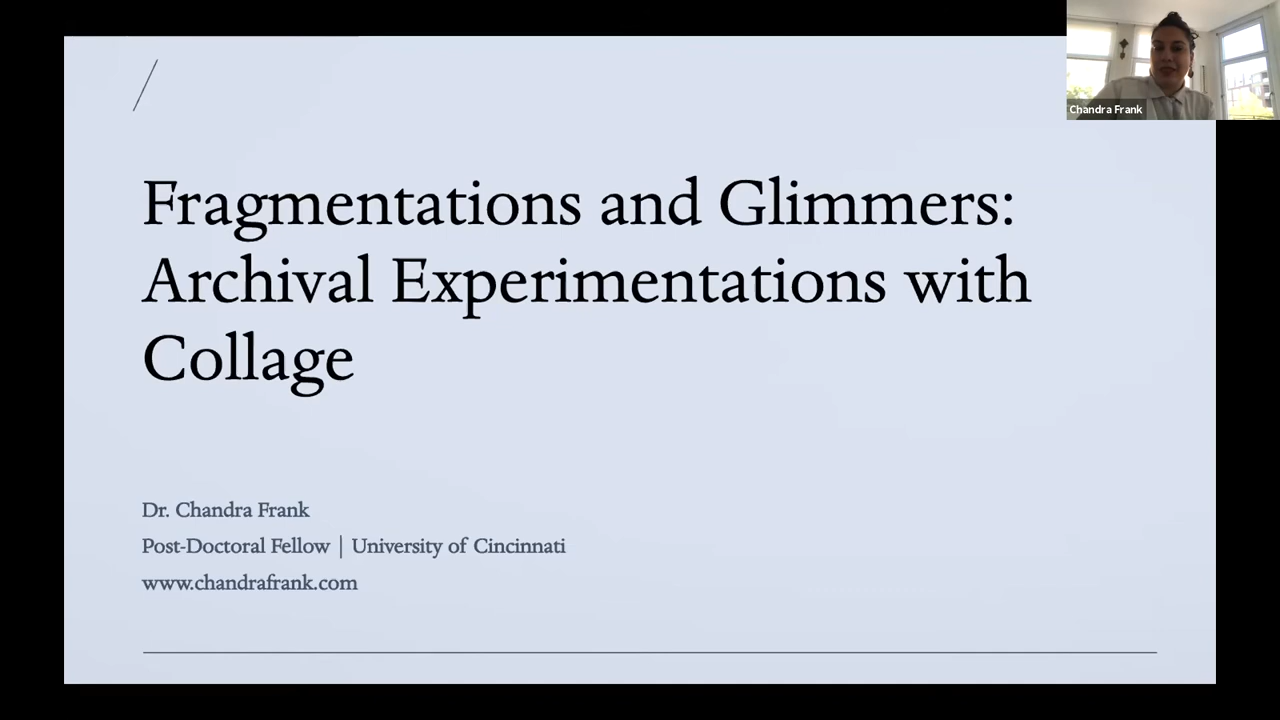 Fragmentations and Glimmers:
Archival Experimentations with
Collage
Dr. Chandra Frank
Post-Doctoral Fellow | University of Cincinnati
www.chandrafrank.com
Chandra Frank